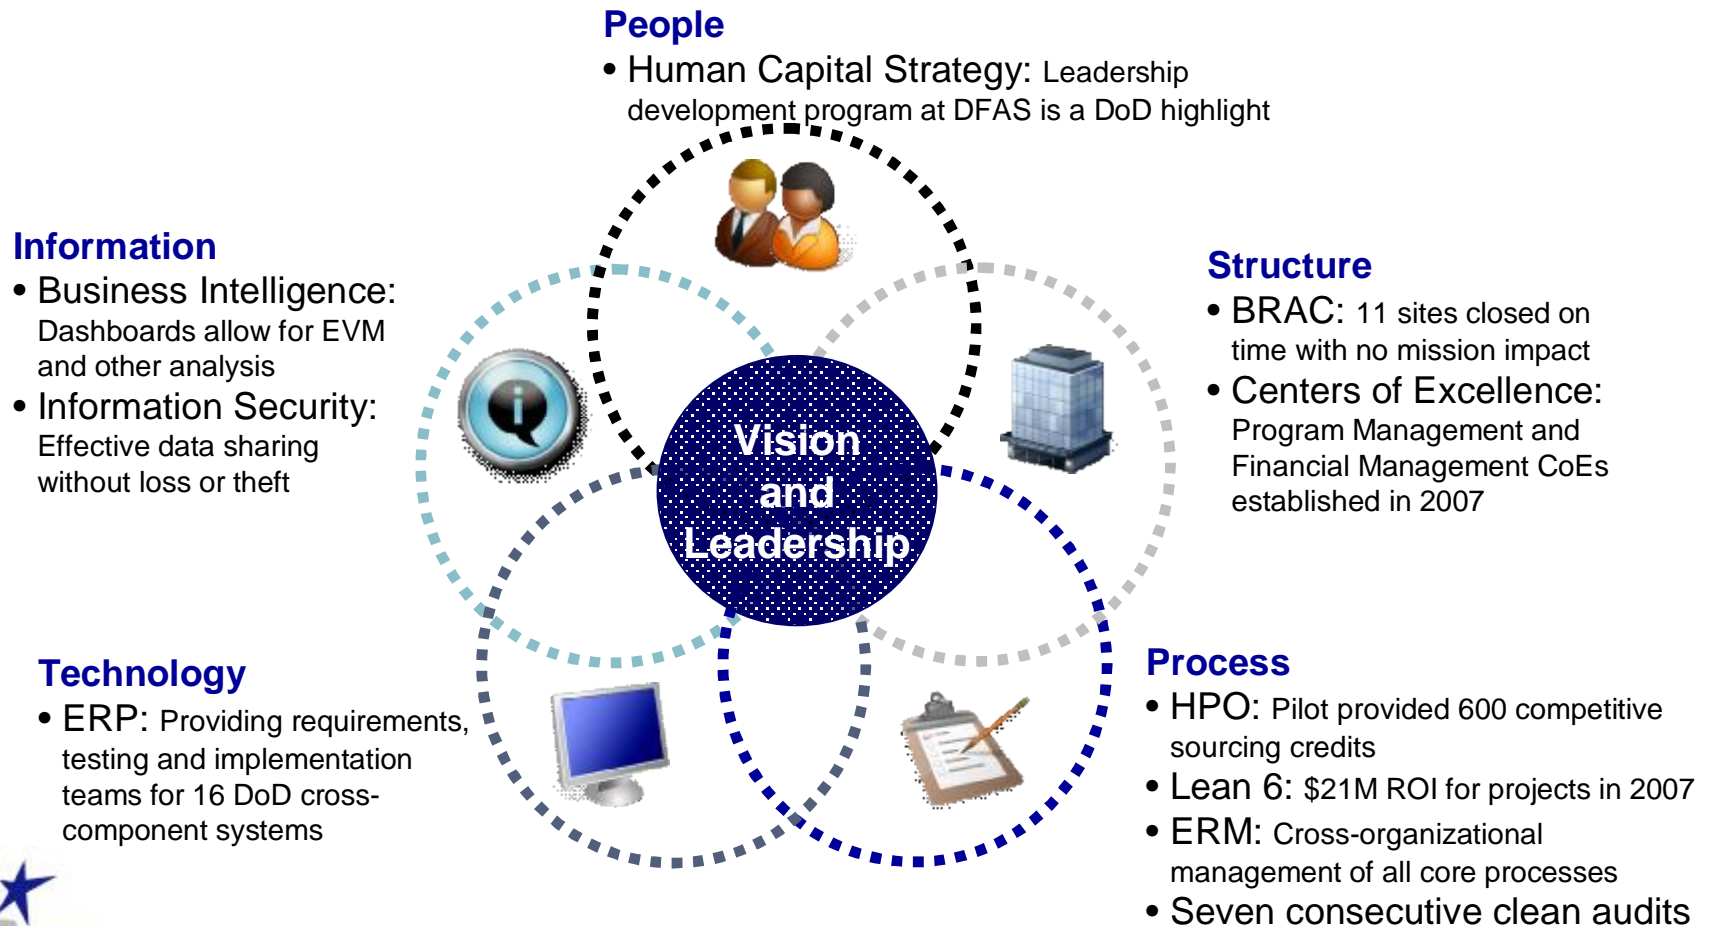 People
• Human Capital Strategy: Leadership
development program at DFAS is a DoD highlight
Information
• Business Intelligence:
Dashboards allow for EVM
and other analysis
• Information Security:
Effective data sharing
without loss or theft
Structure
• BRAC: 11 sites closed on
time with no mission impact
• Centers of Excellence:
Program Management and
Financial Management CoEs
established in 2007
Vision
and
Leadership
Technology
• ERP: Providing requirements,
testing and implementation
teams for 16 DoD cross-
component systems
Process
• HPO: Pilot provided 600 competitive
sourcing credits
• Lean 6: $21M ROI for projects in 2007
• ERM: Cross-organizational
management of all core processes
• Seven consecutive clean audits